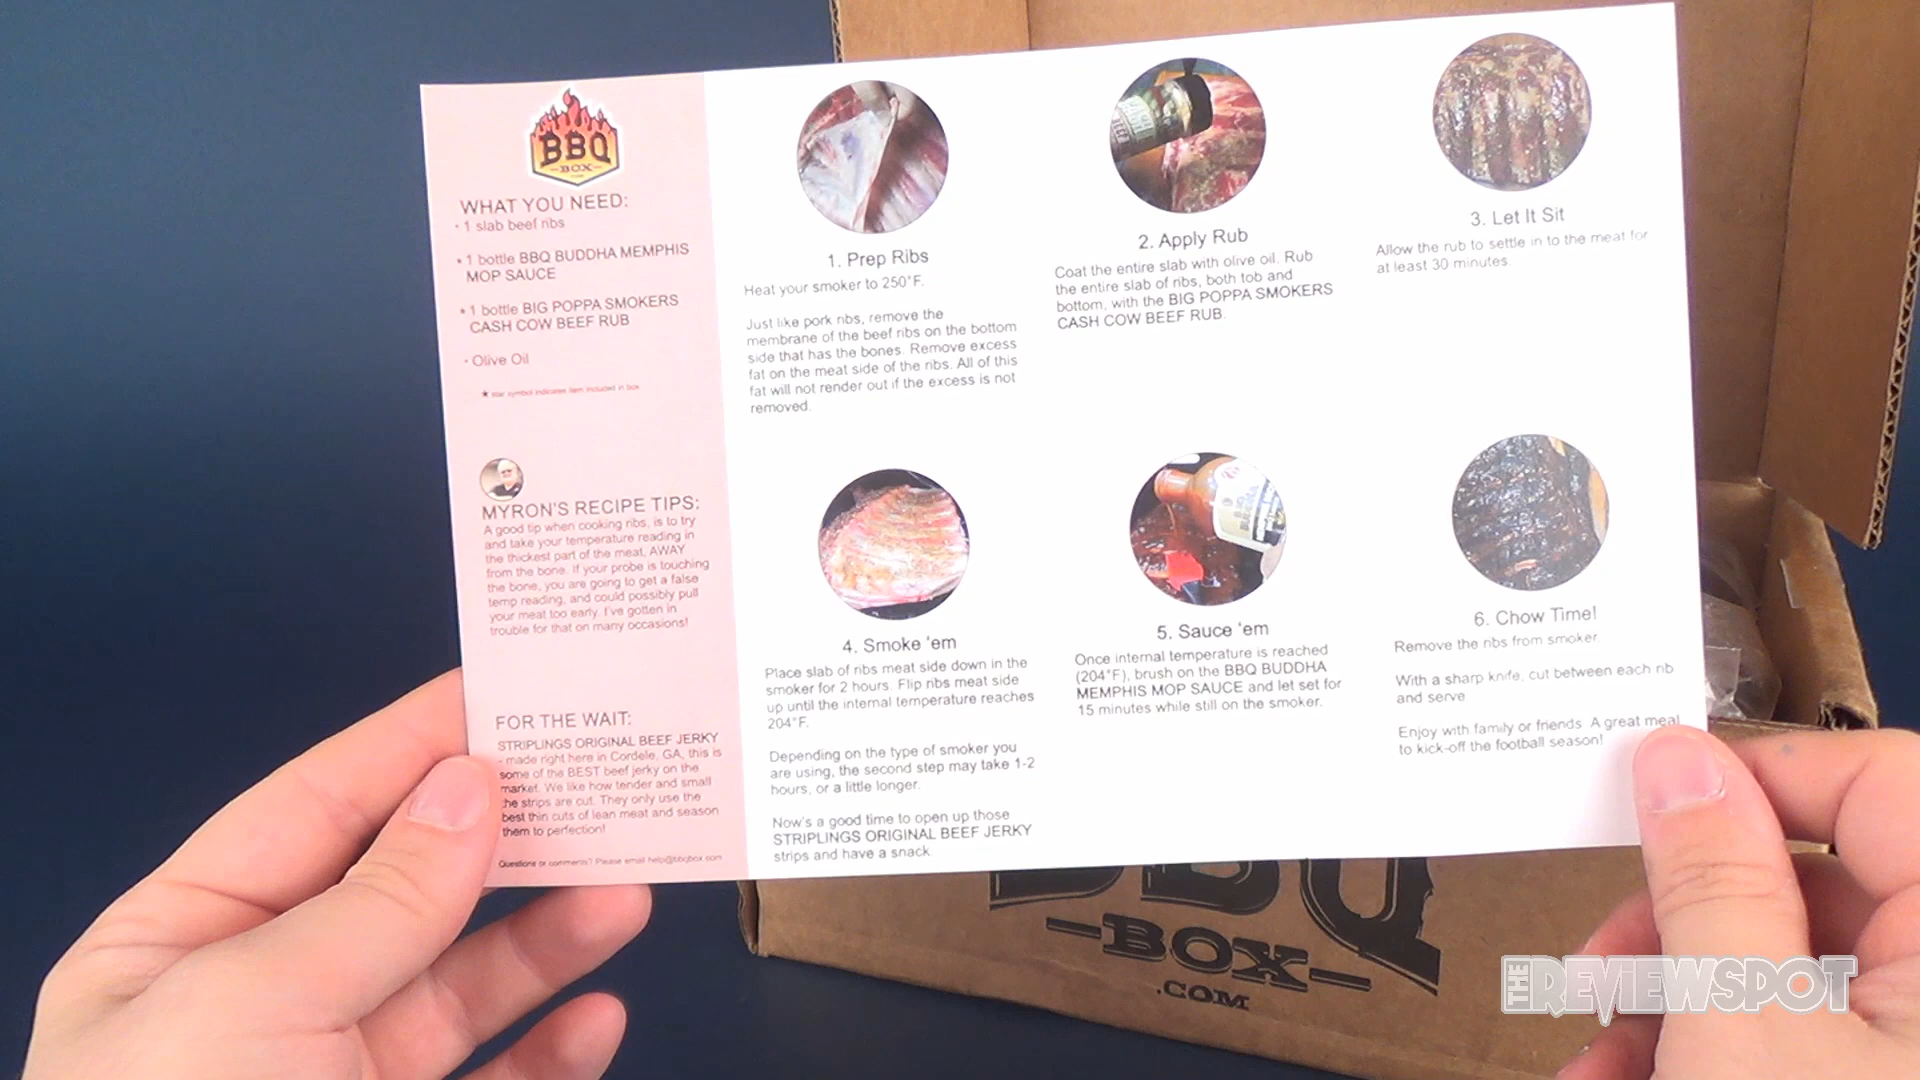 BBQ
BOX
WHAT YOU NEED:
• 1 slab beef ribs
★ 1 bottle BBQ BUDDHA MEMPHIS
MOP SAUCE
★ 1 bottle BIG POPPA SMOKERS
CASH COW BEEF RUB
• Olive Oil
★ star symbol indicates item included in box
MYRON'S RECIPE TIPS:
A good tip when cooking ribs, is to try
and take your temperature reading in
the thickest part of the meat, AWAY
from the bone. If your probe is touching
the bone, you are going to get a false
temp reading, and could possibly pull
your meat too early. I've gotten in
trouble for that on many occasions!
FOR THE WAIT:
STRIPLINGS ORIGINAL BEEF JERKY
- made right here in Cordele, GA, this is
some of the BEST beef jerky on the
market. We like how tender and small
the strips are cut. They only use the
best thin cuts of lean meat and season
them to perfection!
Questions or comments? Please email help@bbqbox.com
1. Prep Ribs
Heat your smoker to 250°F.
Just like pork ribs, remove the
membrane of the beef ribs on the bottom
side that has the bones. Remove excess
fat on the meat side of the ribs. All of this
fat will not render out if the excess is not
removed.
2. Apply Rub
Coat the entire slab with olive oil. Rub
the entire slab of ribs, both tob and
bottom, with the BIG POPPA SMOKERS
CASH COW BEEF RUB.
3. Let It Sit
Allow the rub to settle in to the meat for
at least 30 minutes.
4. Smoke 'em
Place slab of ribs meat side down in the
smoker for 2 hours. Flip ribs meat side
up until the internal temperature reaches
204°F.
Depending on the type of smoker you
are using, the second step may take 1-2
hours, or a little longer.
Now's a good time to open up those
STRIPLINGS ORIGINAL BEEF JERKY
strips and have a snack
5. Sauce 'em
Once internal temperature is reached
(204°F), brush on the BBQ BUDDHA
MEMPHIS MOP SAUCE and let set for
15 minutes while still on the smoker.
6. Chow Time!
Remove the ribs from smoker
With a sharp knife, cut between each rib
and serve
Enjoy with family or friends. A great meal
to kick-off the football season!
BBQ
BOX
.COM
THE REVIEWSPOT